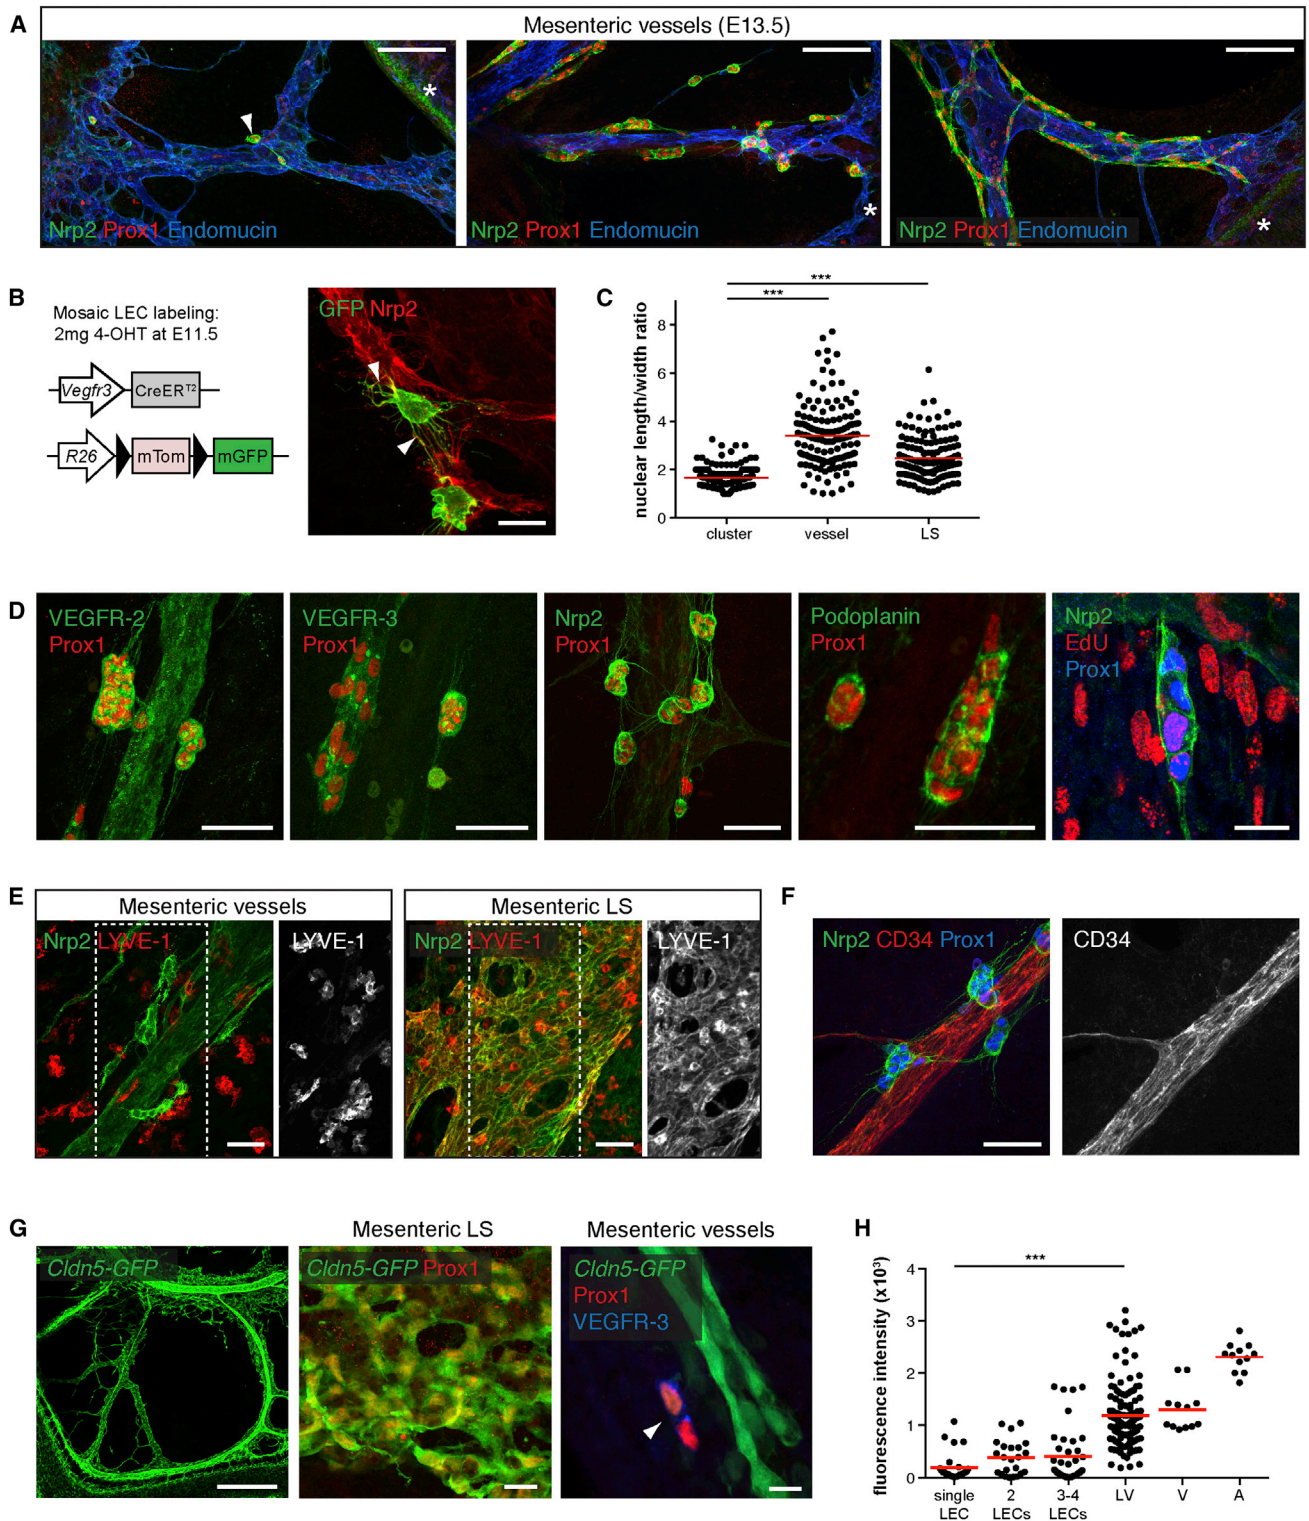 A
Mesenteric vessels (E13.5)
*
Nrp2 Prox1 Endomucin
*
Nrp2 Prox1 Endomucin
*
Nrp2 Prox1 Endomucin
B
Mosaic LEC labeling:
2mg 4-OHT at E11.5
Vegfr3
CreERT2
R26
mTom
mGFP
GFP Nrp2
C
nuclear length/width ratio
8
6
4
2
0
***
***
cluster
vessel
LS
D
VEGFR-2
Prox1
VEGFR-3
Prox1
Nrp2
Prox1
Podoplanin
Prox1
Nrp2
EdU
Prox1
E
Mesenteric vessels
Nrp2 LYVE-1
LYVE-1
Mesenteric LS
Nrp2 LYVE-1
LYVE-1
F
Nrp2 CD34 Prox1
CD34
G
Cldn5-GFP
Mesenteric LS
Cldn5-GFP Prox1
Mesenteric vessels
Cldn5-GFP
Prox1
VEGFR-3
H
fluorescence intensity (x10³)
4
3
2
1
0
***
single LEC
2 LECs
3-4 LECs
LV
V
A